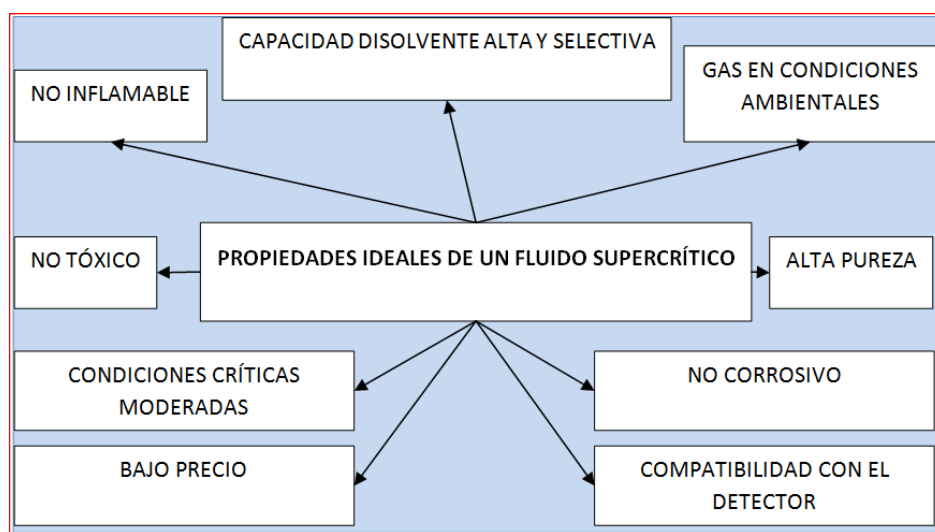 CAPACIDAD DISOLVENTE ALTA Y SELECTIVA
NO INFLAMABLE
GAS EN CONDICIONES
AMBIENTALES
PROPIEDADES IDEALES DE UN FLUIDO SUPERCRÍTICO
NO TÓXICO
ALTA PUREZA
CONDICIONES CRÍTICAS
MODERADAS
NO CORROSIVO
BAJO PRECIO
COMPATIBILIDAD CON EL
DETECTOR